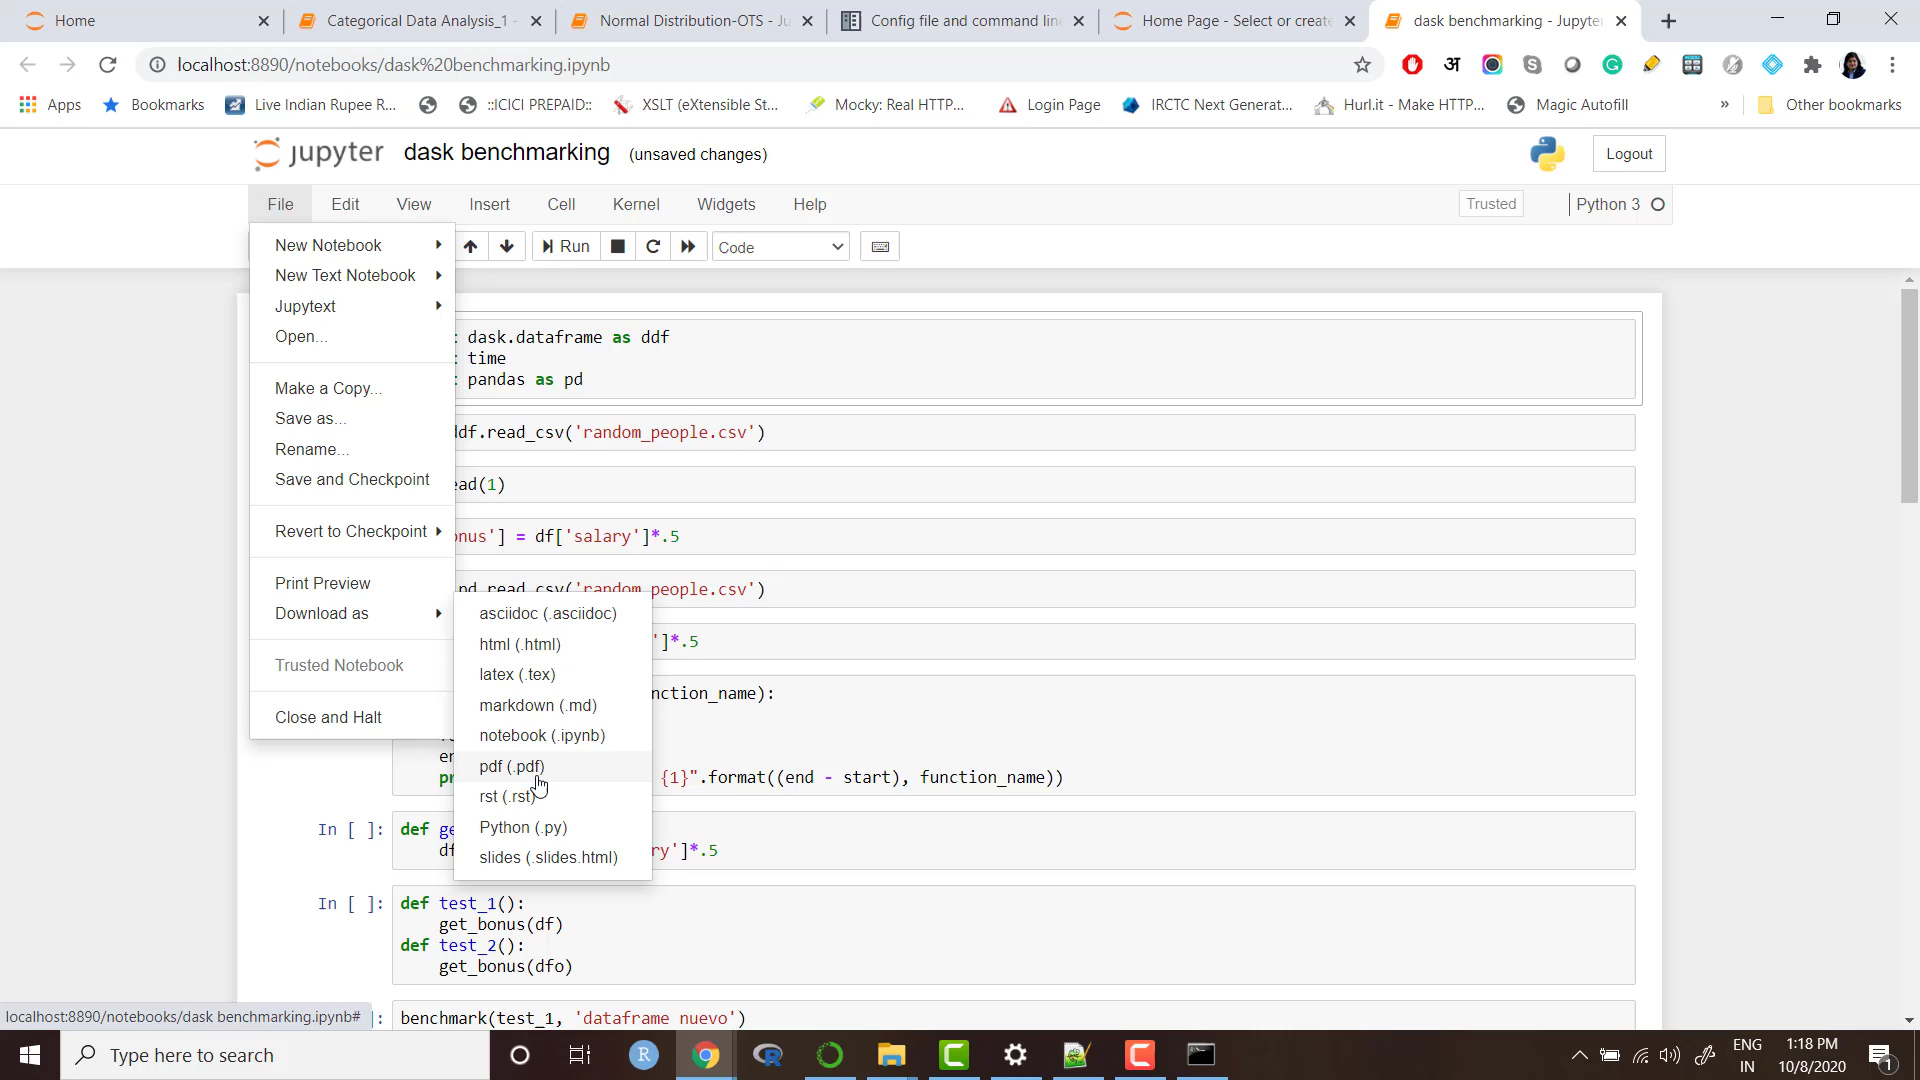 Home
Categorical Data Analysis_1 -
Normal Distribution-OTS - Ju
Config file and command line
Home Page - Select or create
dask benchmarking - Jupyter
localhost:8890/notebooks/dask%20benchmarking.ipynb
अ
Apps
Bookmarks
Live Indian Rupee R...
::ICICI PREPAID::
XSLT (eXtensible St...
Mocky: Real HTTP...
Login Page
IRCTC Next Generat...
Hurl.it - Make HTTP...
Magic Autofill
»
Other bookmarks
jupyter dask benchmarking (unsaved changes)
Logout
File Edit View Insert Cell Kernel Widgets Help
Trusted
Python 3
Run
Code
New Notebook
New Text Notebook
Jupytext
Open...
Make a Copy...
Save as...
Rename...
Save and Checkpoint
Revert to Checkpoint
Print Preview
Download as
Trusted Notebook
Close and Halt
asciidoc (.asciidoc)
html (.html)
latex (.tex)
markdown (.md)
notebook (.ipynb)
pdf (.pdf)
rst (.rst)
Python (.py)
slides (.slides.html)
dask.dataframe as ddf
time
pandas as pd
ddf.read_csv('random_people.csv')
ead(1)
onus'] = df['salary']*.5
pd.read_csv('random_people.csv')
']*.5
nction_name):
en
pr {1}".format((end - start), function_name))
In [ ]: def ge
df ry']*.5
In [ ]: def test_1():
get_bonus(df)
def test_2():
get_bonus(dfo)
]: benchmark(test_1, 'dataframe nuevo')
localhost:8890/notebooks/dask benchmarking.ipynb#
Type here to search
ENG
IN
1:18 PM
10/8/2020
1